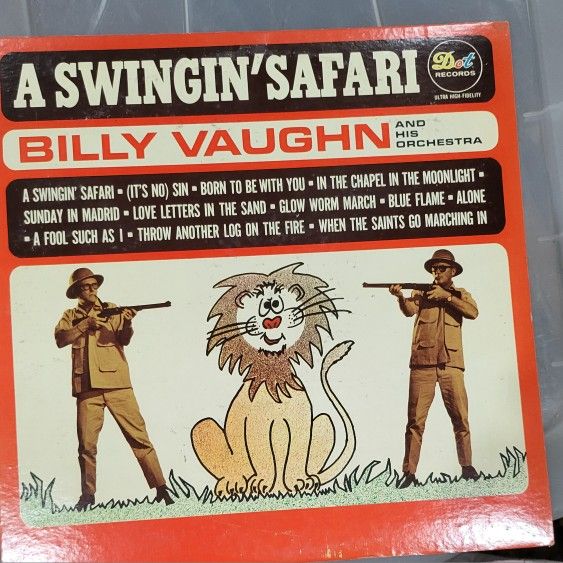 A SWINGIN' SAFARI
Dot
RECORDS
ULTRA HIGH-FIDELITY
BILLY VAUGHN AND HIS ORCHESTRA
A SWINGIN' SAFARI ▪ (IT'S NO) SIN ▪ BORN TO BE WITH YOU ▪ IN THE CHAPEL IN THE MOONLIGHT ▪
SUNDAY IN MADRID ▪ LOVE LETTERS IN THE SAND ▪ GLOW WORM MARCH ▪ BLUE FLAME ▪ ALONE
▪ A FOOL SUCH AS I ▪ THROW ANOTHER LOG ON THE FIRE ▪ WHEN THE SAINTS GO MARCHING IN